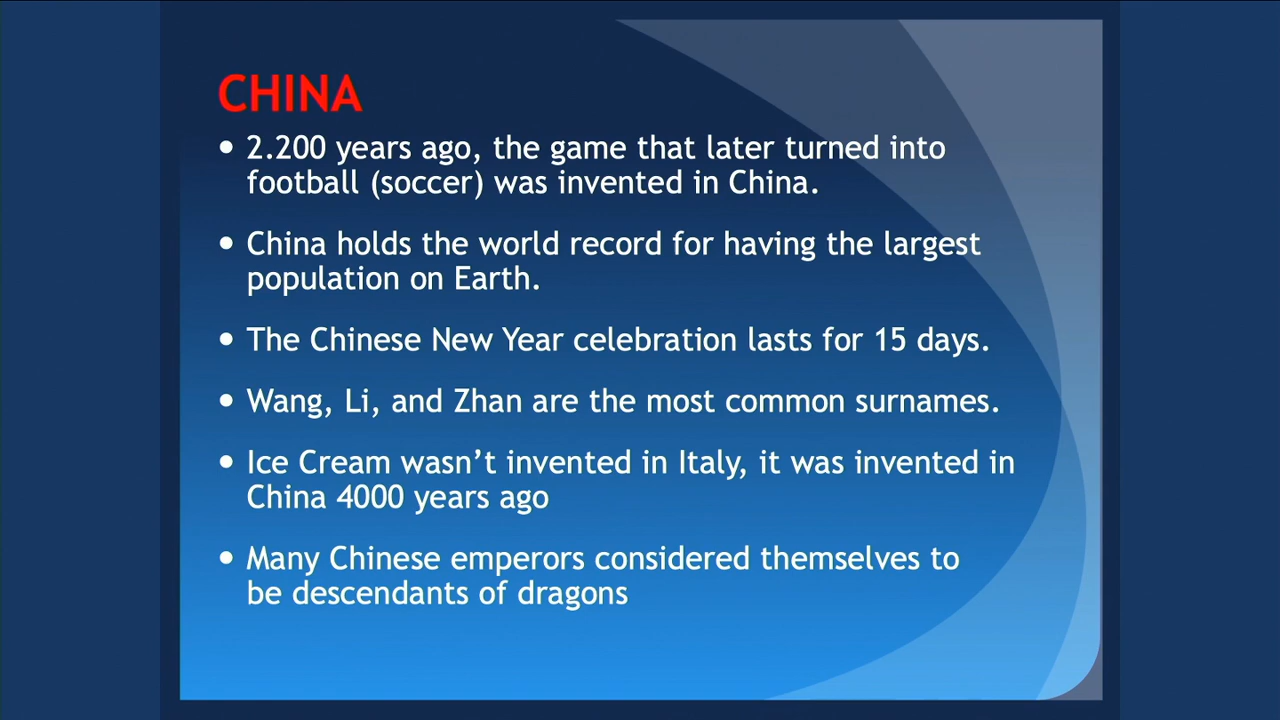 CHINA
• 2.200 years ago, the game that later turned into
football (soccer) was invented in China.
• China holds the world record for having the largest
population on Earth.
• The Chinese New Year celebration lasts for 15 days.
• Wang, Li, and Zhan are the most common surnames.
• Ice Cream wasn’t invented in Italy, it was invented in
China 4000 years ago
• Many Chinese emperors considered themselves to
be descendants of dragons